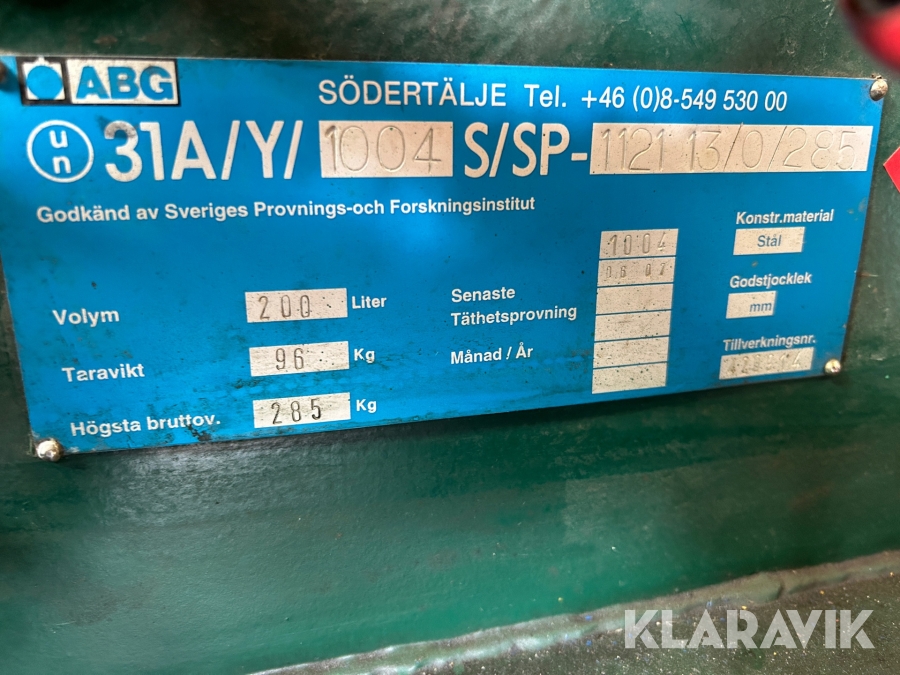 ABG
SÖDERTÄLJE Tel. +46 (0)8-549 530 00
un 31A/Y/ 1004 S/SP- 1121 13/0/285
Godkänd av Sveriges Provnings-och Forskningsinstitut
Volym 200 Liter
Taravikt 96 Kg
Högsta bruttov. 285 Kg
Senaste
Täthetsprovning
Månad / År
1004
0607
Konstr.material
Stål
Godstjocklek
mm
Tillverkningsnr.
KLARAVIK